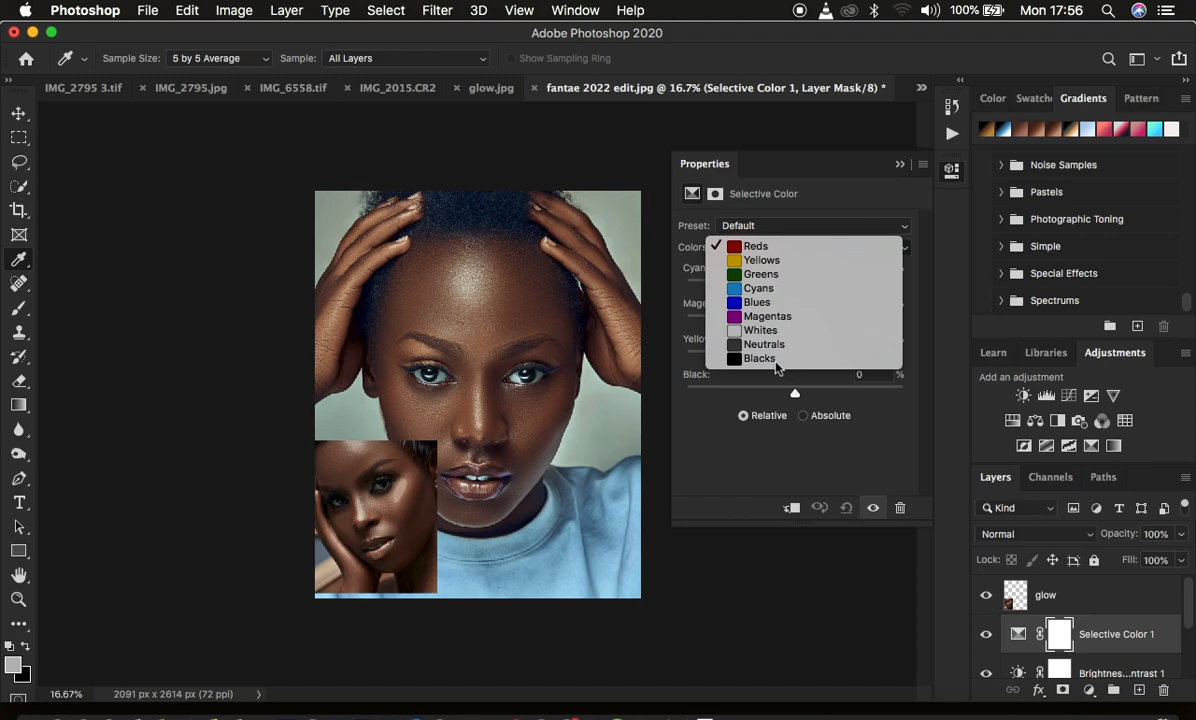 Photoshop File Edit Image Layer Type Select Filter 3D View Window Help 100% Mon 17:56
Adobe Photoshop 2020
Sample Size: 5 by 5 Average Sample: All Layers Show Sampling Ring
IMG_2795 3.tif IMG_2795.jpg IMG_6558.tif IMG_2015.CR2 glow.jpg fantae 2022 edit.jpg @ 16.7% (Selective Color 1, Layer Mask/8) *
Color Swatche Gradients Pattern
Noise Samples
Pastels
Photographic Toning
Simple
Special Effects
Spectrums
Properties
Selective Color
Preset: Default
Colors
Reds
Yellows
Greens
Cyans
Blues
Magentas
Whites
Neutrals
Blacks
Cyan
Mage
Yello
Black: 0 %
Relative Absolute
Learn Libraries Adjustments
Add an adjustment
Layers Channels Paths
Kind
Normal Opacity: 100%
Lock: Fill: 100%
glow
Selective Color 1
Brightness...ntrast 1
16.67% 2091 px x 2614 px (72 ppi)